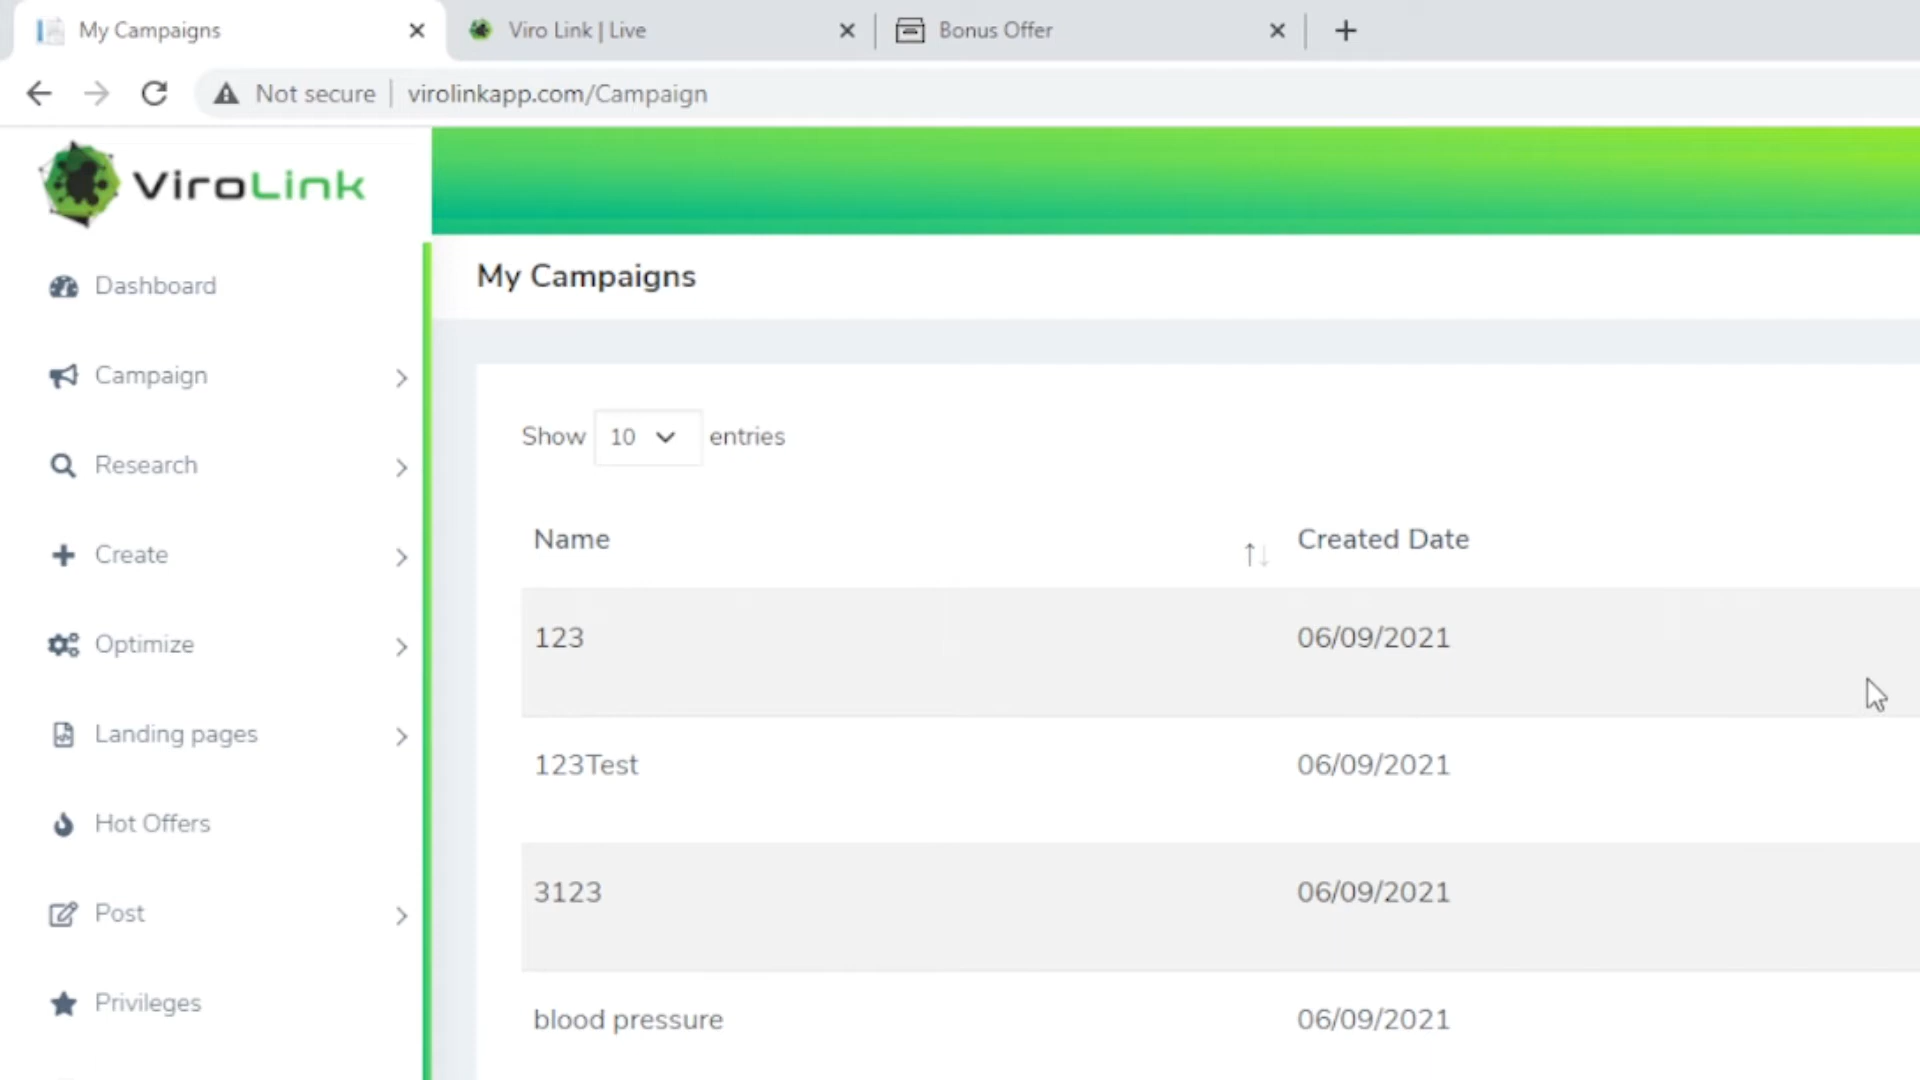 My Campaigns
Viro Link | Live
Bonus Offer
Not secure
virolinkapp.com/Campaign
ViroLink
Dashboard
Campaign
Research
Create
Optimize
Landing pages
Hot Offers
Post
Privileges
My Campaigns
Show 10 entries
Name Created Date
123 06/09/2021
123Test 06/09/2021
3123 06/09/2021
blood pressure 06/09/2021